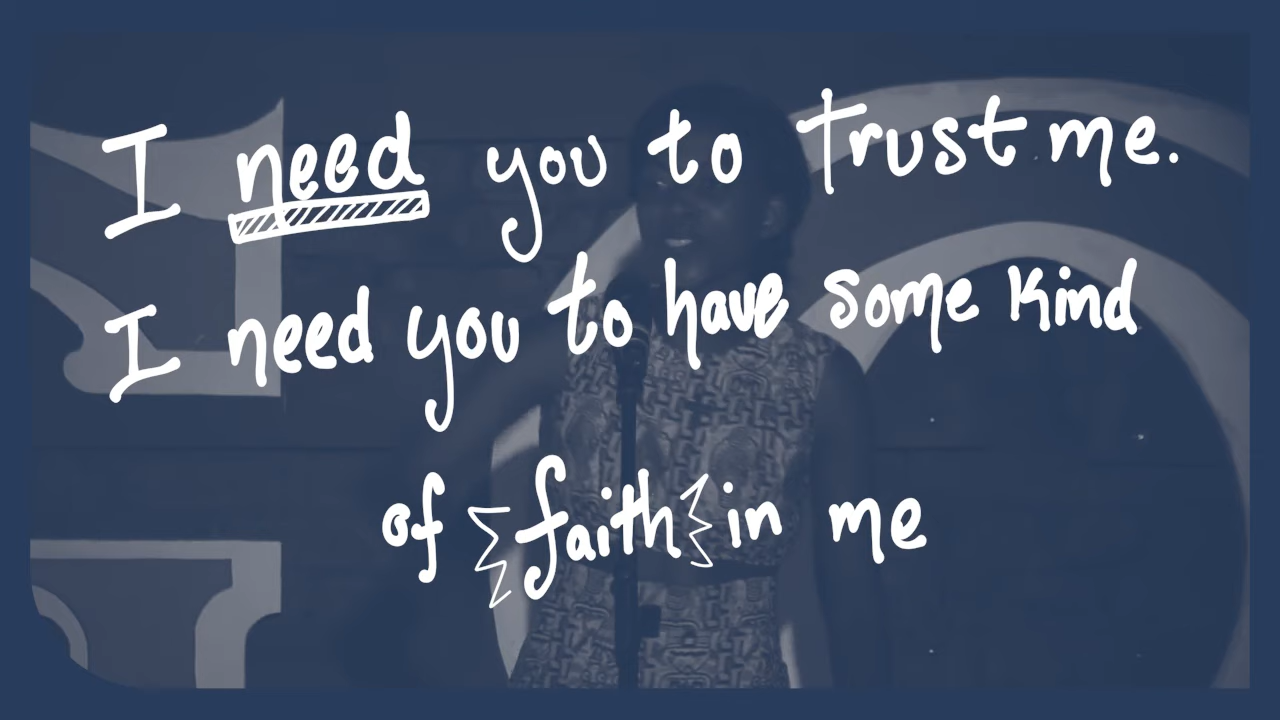 I need you to trust me.
I need you to have some kind
of faith in me